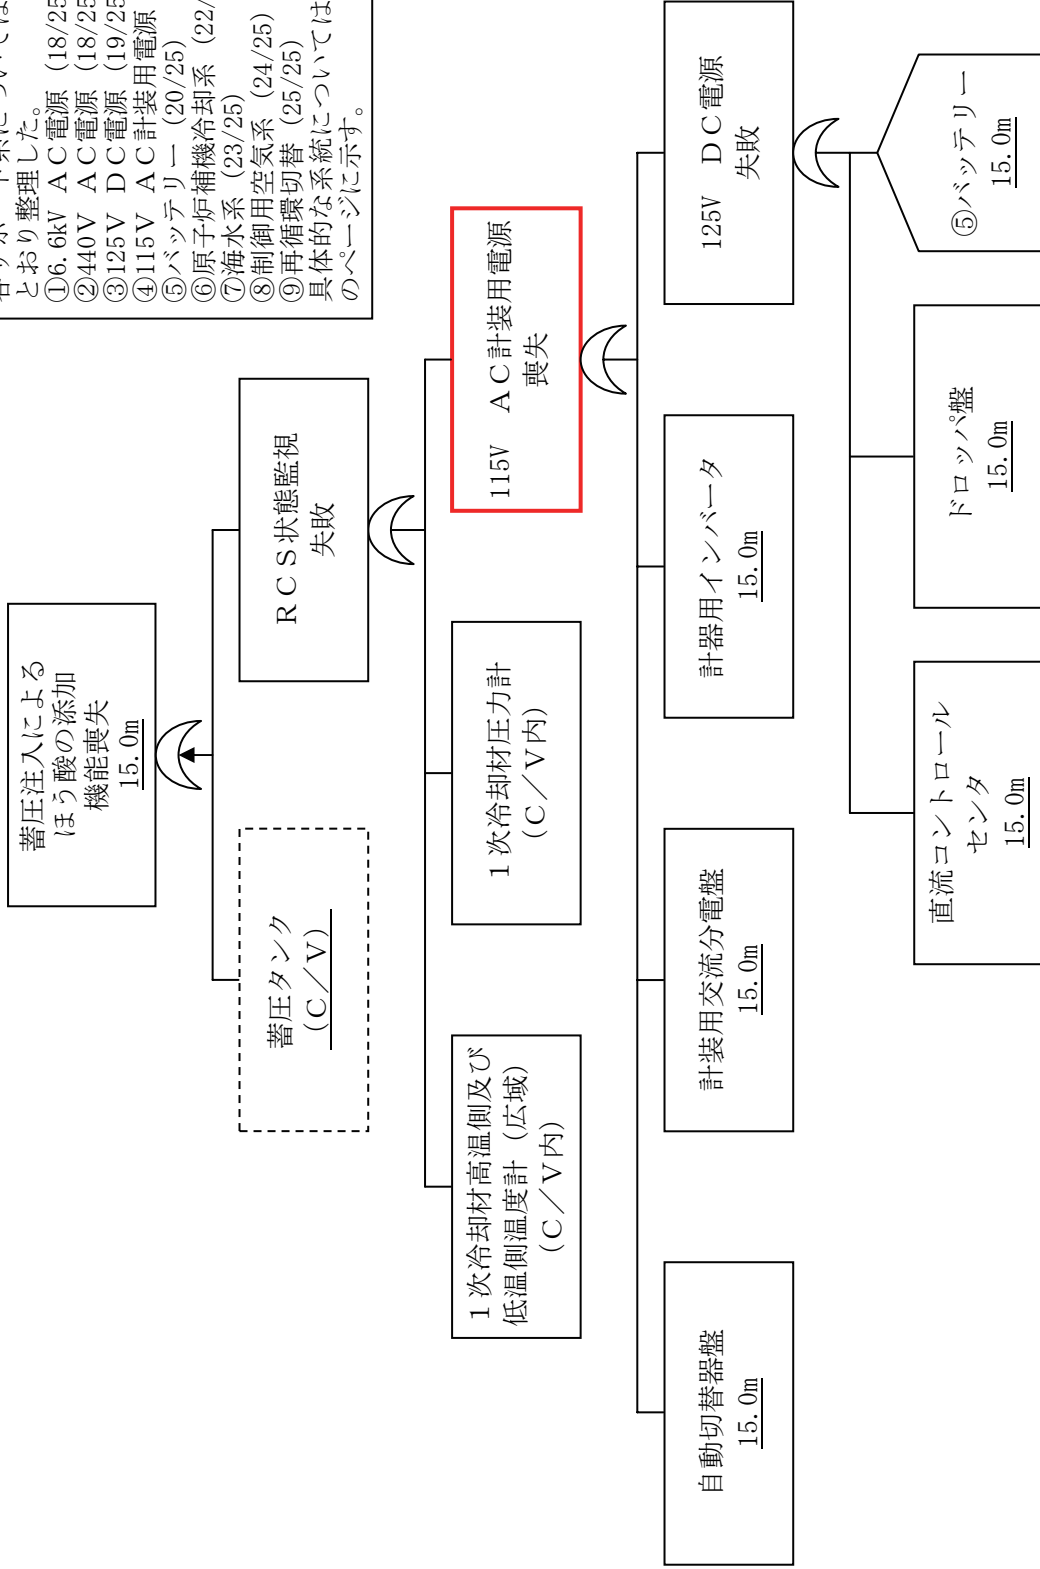 とおり整理した。
①6.6kV AC電源（18/25
②440V AC電源（18/25
③125V DC電源（19/25
④115V AC計装用電源
⑤バッテリー（20/25）
⑥原子炉補機冷却系（22/
⑦海水系（23/25）
⑧制御用空気系（24/25）
⑨再循環切替（25/25）
具体的な系統については
のページに示す。
蓄圧注入による
ほう酸の添加
機能喪失
15.0m
蓄圧タンク
（C／V）
RCS状態監視
失敗
1次冷却材高温側及び
低温側温度計（広域）
（C／V内）
1次冷却材圧力計
（C／V内）
115V AC計装用電源
喪失
自動切替器盤
15.0m
計装用交流分電盤
15.0m
計器用インバータ
15.0m
125V DC電源
失敗
直流コントロール
センタ
15.0m
ドロッパ盤
15.0m
⑤バッテリー
15.0m